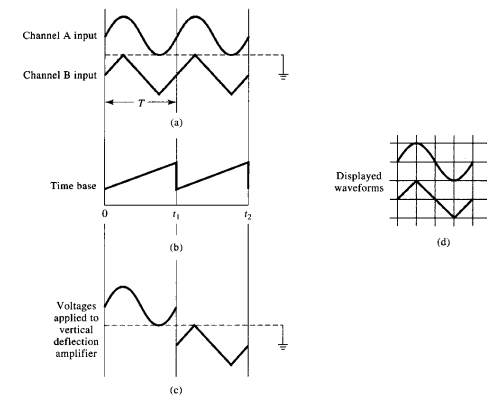 Channel A input
Channel B input
T
(a)
Time base
0
t1
t2
(b)
Displayed
waveforms
(d)
Voltages
applied to
vertical
deflection
amplifier
(c)